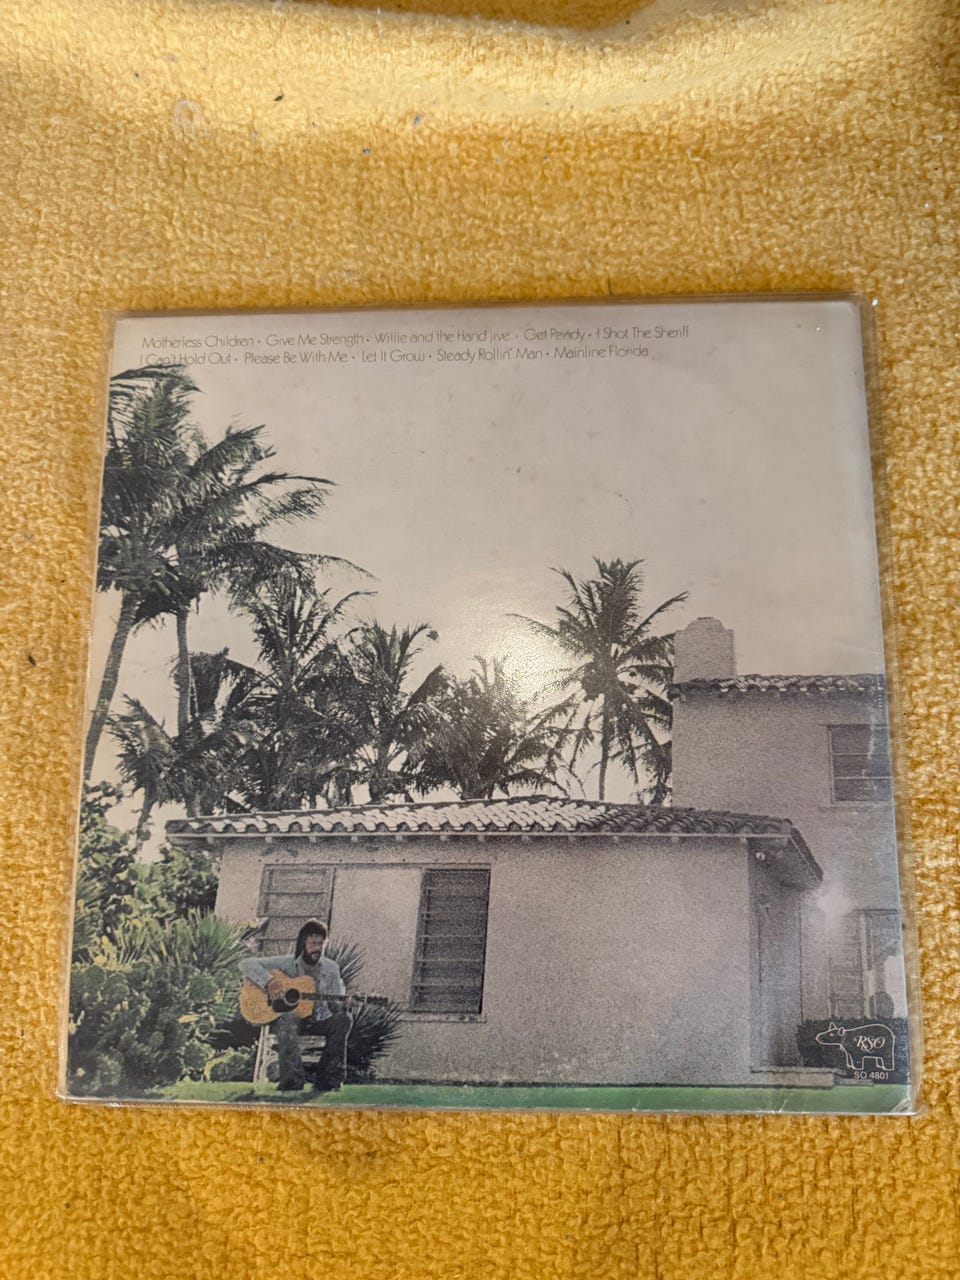 Motherless Children • Give Me Strength • Willie and the Hand Jive • Get Ready • I Shot The Sheriff
I Can't Hold Out • Please Be With Me • Let It Grow • Steady Rollin' Man • Mainline Florida
RSO
SO 4801